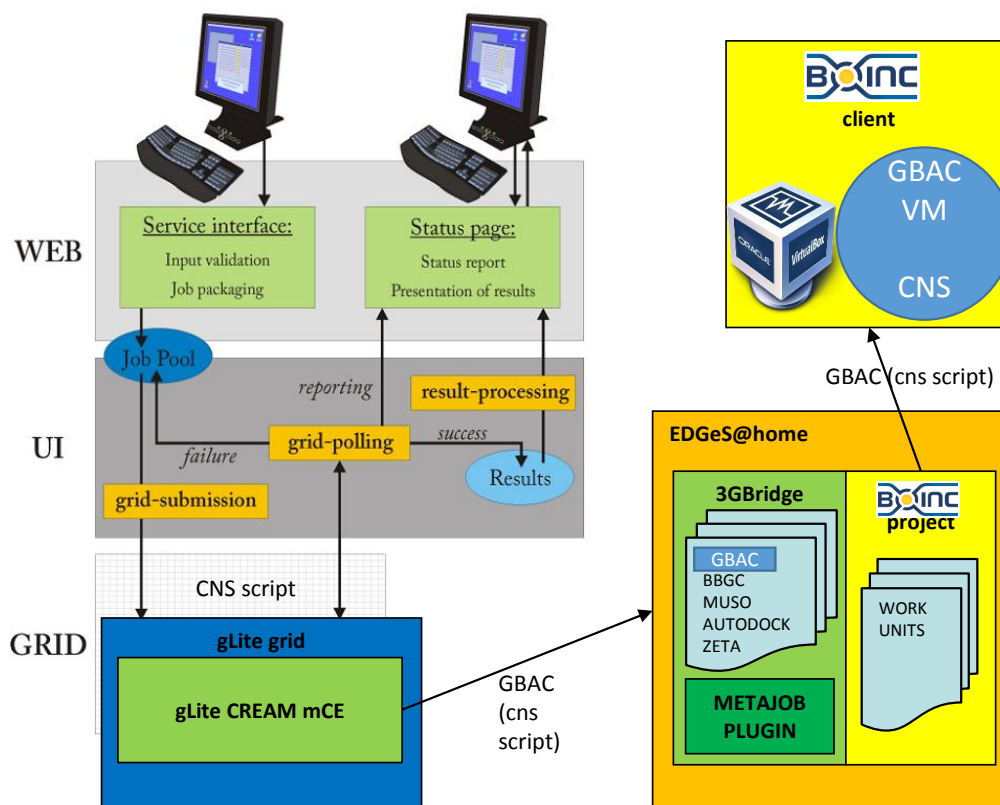 WEB
Service interface:
Input validation
Job packaging
Status page:
Status report
Presentation of results
Job Pool
UI
reporting
result-processing
grid-polling
success
failure
Results
grid-submission
GRID
CNS script
gLite grid
gLite CREAM mCE
GBAC
(cns
script)
BOINC
client
GBAC
VM
CNS
ORACLE
VirtualBox
GBAC (cns script)
EDGeS@home
3GBridge
GBAC
BBGC
MUSO
AUTODOCK
ZETA
METAJOB
PLUGIN
BOINC
project
WORK
UNITS